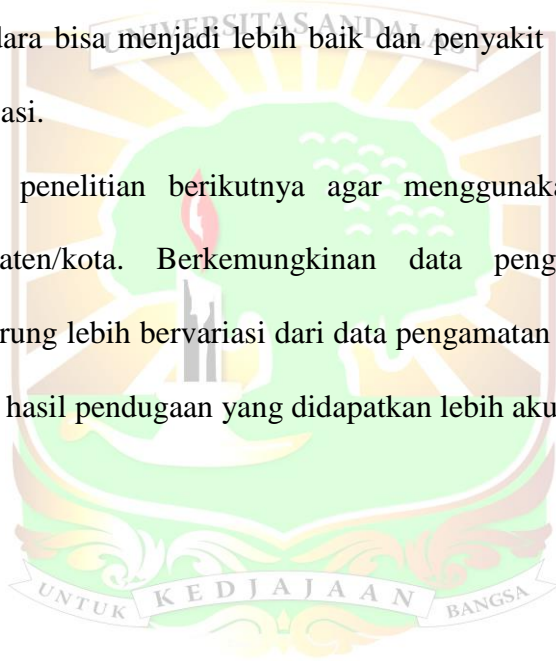 UNIVERSITAS ANDALAS
dara bisa menjadi lebih baik dan penyakit
asi.
penelitian berikutnya agar menggunaka
aten/kota. Berkemungkinan data peng
rung lebih bervariasi dari data pengamatan
hasil pendugaan yang didapatkan lebih aku
UNTUK KEDJAJAAN BANGSA